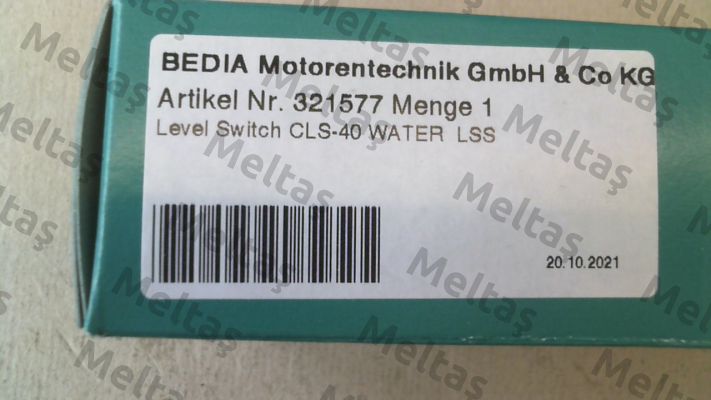 BEDIA Motorentechnik GmbH & Co KG
Artikel Nr. 321577 Menge 1
Level Switch CLS-40 WATER LSS
20.10.2021
Meltaş